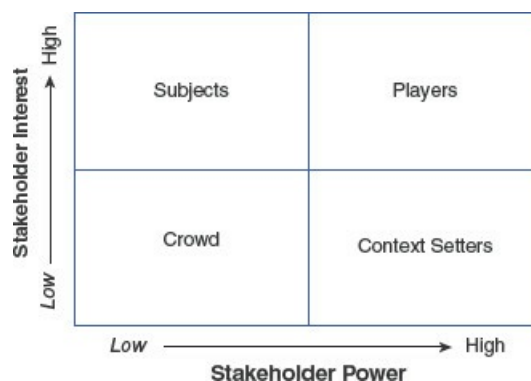 Stakeholder Interest
Low
High
Subjects
Players
Crowd
Context Setters
Low
High
Stakeholder Power